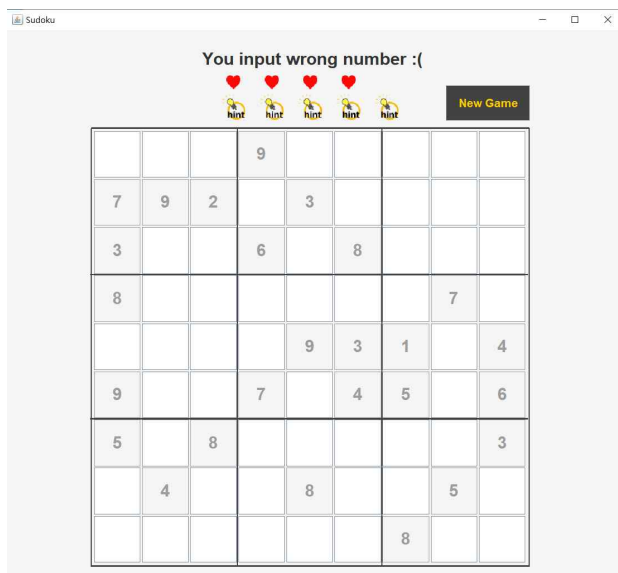 Sudoku
You input wrong number :(
hint hint hint hint hint
New Game
9
7 9 2 3
3 6 8
8 7
9 3 1 4
9 7 4 5 6
5 8 3
4 8 5
8